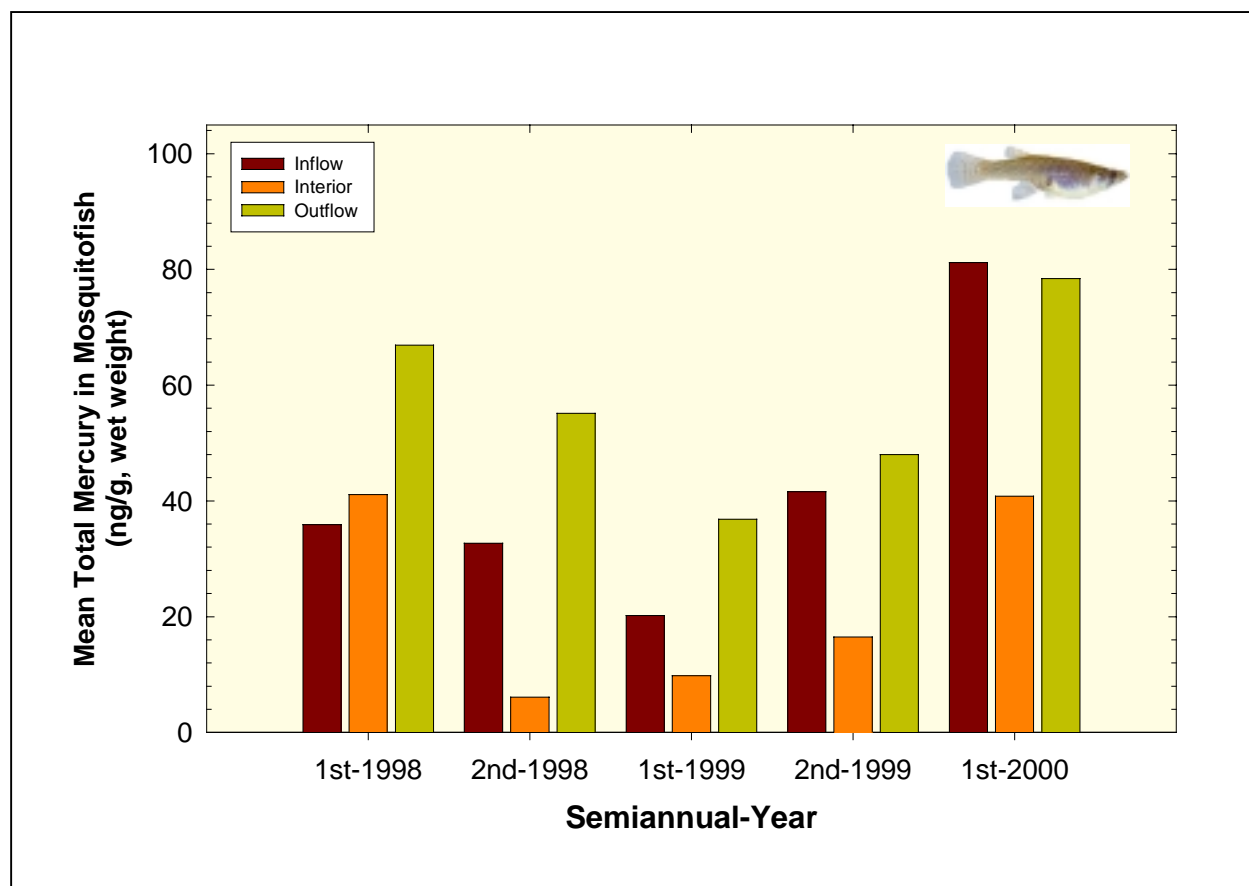 Mean Total Mercury in Mosquitofish
(ng/g, wet weight)
100
80
60
40
20
0
Inflow
Interior
Outflow
1st-1998 2nd-1998 1st-1999 2nd-1999 1st-2000
Semiannual-Year